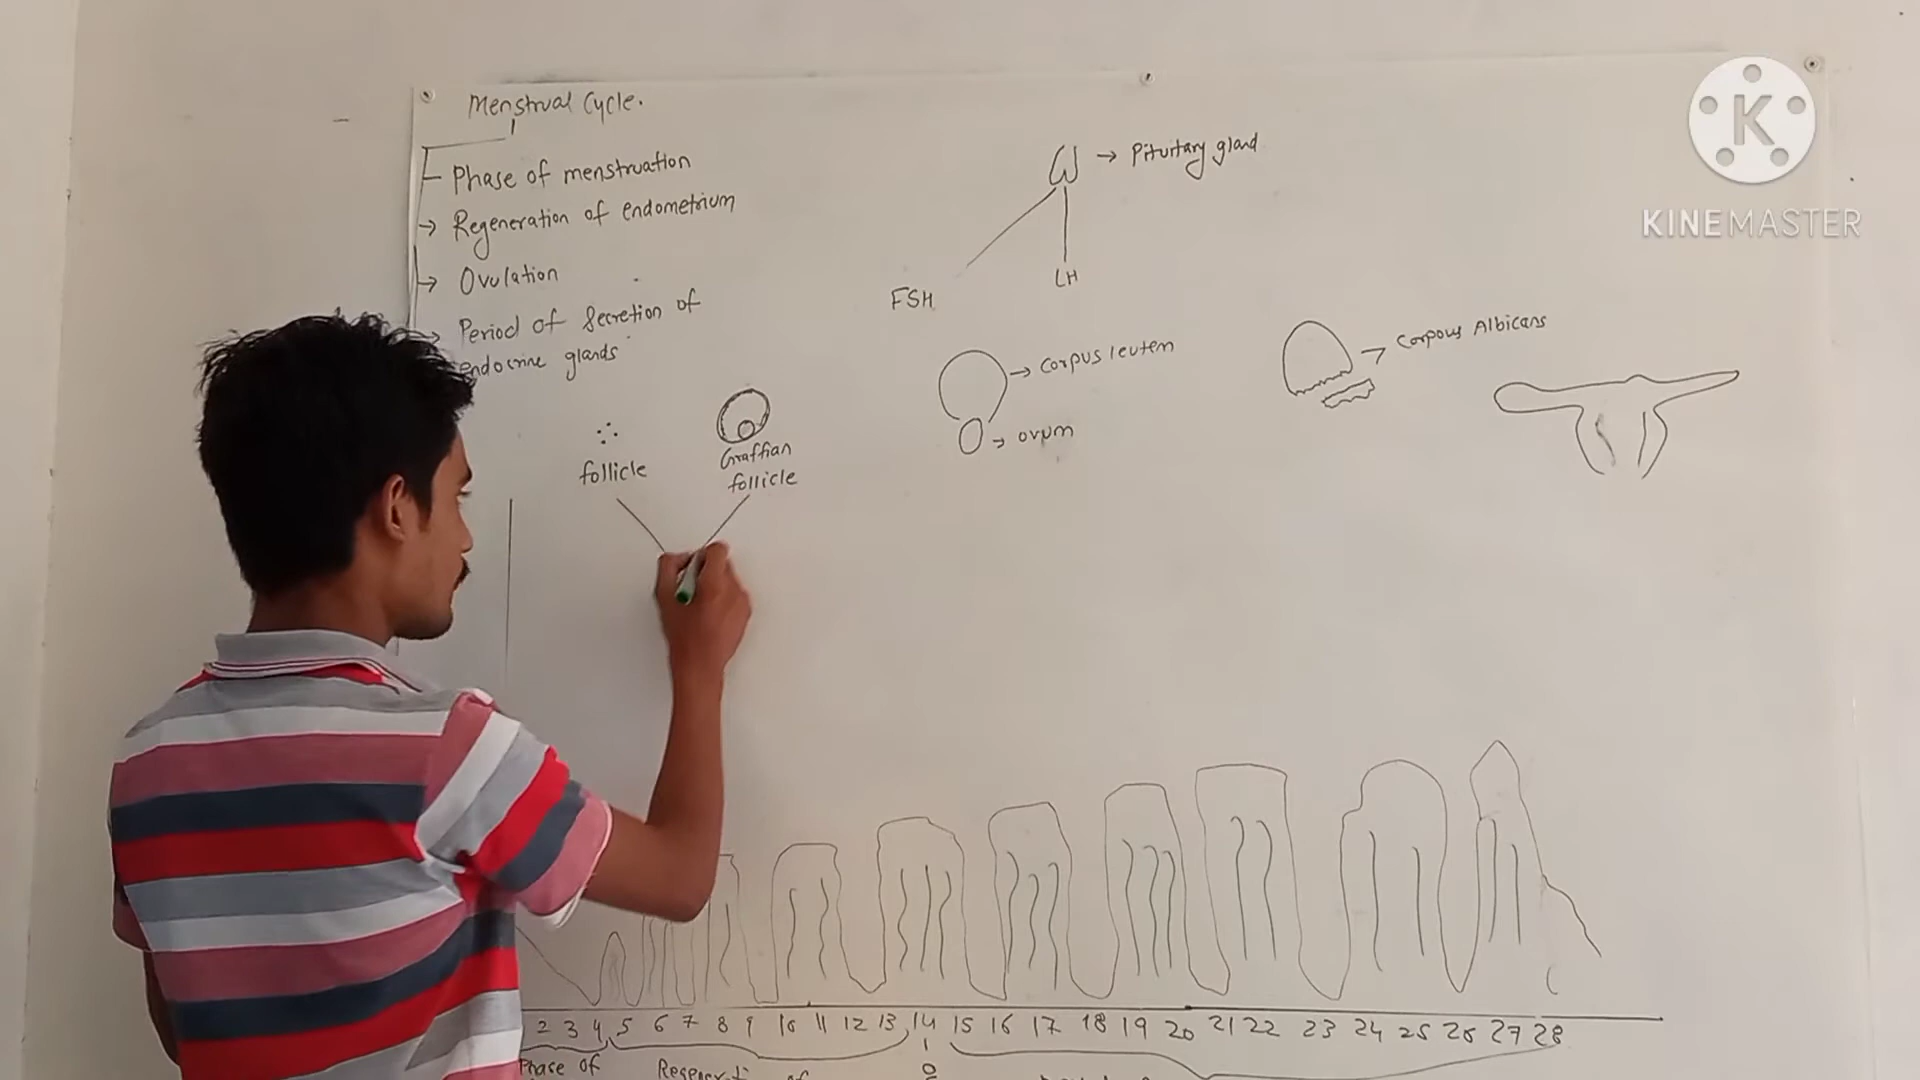 Menstrual Cycle.
Phase of menstruation
→ Regeneration of endometrium
→ Ovulation
→ Period of Secretion of
endocrine glands
→ Pituitary gland
FSH
LH
follicle
Graffian
follicle
→ Corpus leutem
→ ovum
→ Corpous Albicans
2 3 4 5 6 7 8 9 10 11 12 13 14 15 16 17 18 19 20 21 22 23 24 25 26 27 28
Phase of
of
K
KINEMASTER